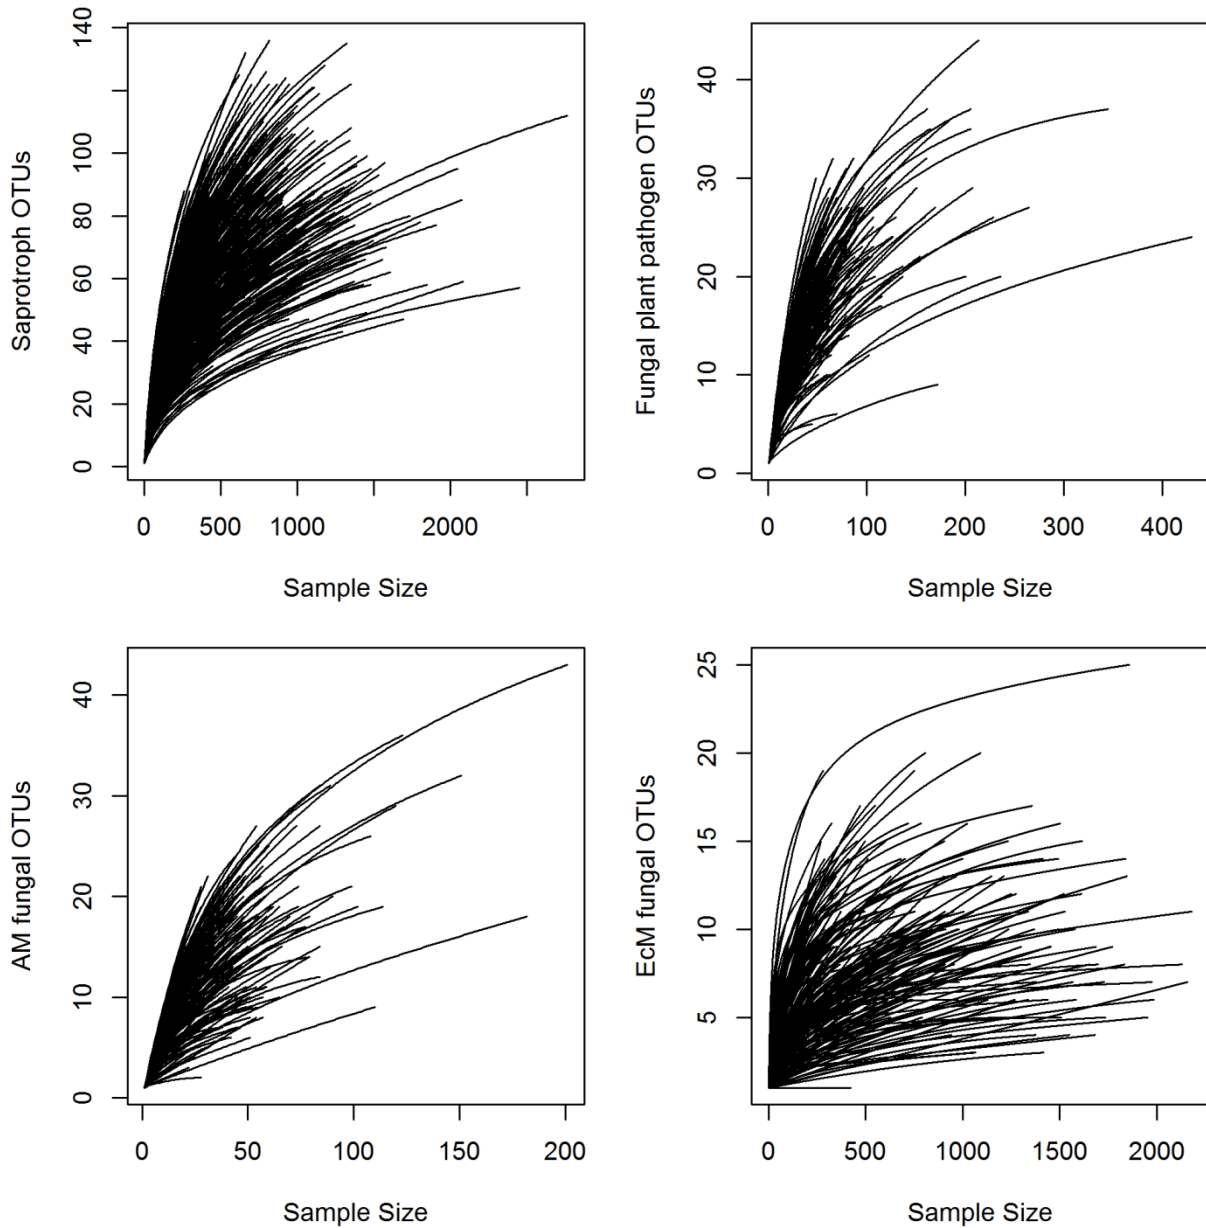 Saprotroph OTUs
0 20 40 60 80 100 140
0 500 1000 2000
Sample Size
Fungal plant pathogen OTUs
0 10 20 30 40
0 100 200 300 400
Sample Size
AM fungal OTUs
0 10 20 30 40
0 50 100 150 200
Sample Size
EcM fungal OTUs
5 10 15 20 25
0 500 1000 1500 2000
Sample Size